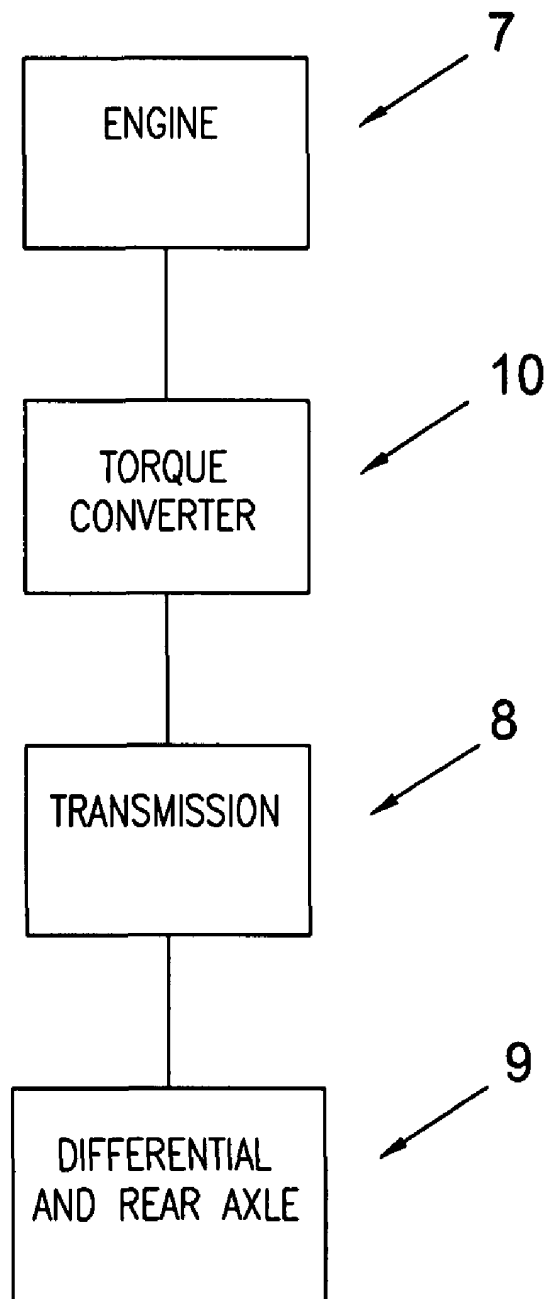 7
ENGINE
10
TORQUE
CONVERTER
8
TRANSMISSION
9
DIFFERENTIAL
AND REAR AXLE